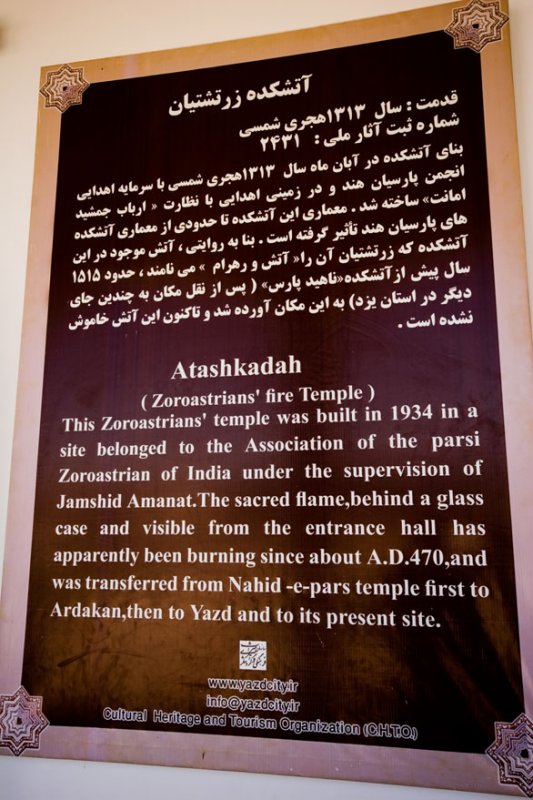 آتشکده زرتشتیان
قدمت : سال ۱۳۱۳هجری شمسی
شماره ثبت آثار ملی : ۲۴۳۱
بنای آتشکده در آبان ماه سال ۱۳۱۳هجری شمسی با سرمایه اهدایی
انجمن پارسیان هند و در زمینی اهدایی با نظارت « ارباب جمشید
امانت» ساخته شد . معماری این آتشکده تا حدودی از معماری آتشکده
های پارسیان هند تأثیر گرفته است . بنا به روایتی ، آتش موجود در این
آتشکده که زرتشتیان آن را« آتش و رهرام » می نامند ، حدود ۱۵۱۵
سال پیش از آتشکده«ناهید پارس» ( پس از نقل مکان به چندین جای
دیگر در استان یزد) به این مکان آورده شد و تاکنون این آتش خاموش
نشده است .
Atashkadah
( Zoroastrians' fire Temple )
This Zoroastrians' temple was built in 1934 in a
site belonged to the Association of the parsi
Zoroastrian of India under the supervision of
Jamshid Amanat.The sacred flame,behind a glass
case and visible from the entrance hall has
apparently been burning since about A.D.470,and
was transferred from Nahid -e-pars temple first to
Ardakan,then to Yazd and to its present site.
www.yazdcity.ir
info@yazdcity.ir
Cultural Heritage and Tourism Organization (C.H.T.O.)